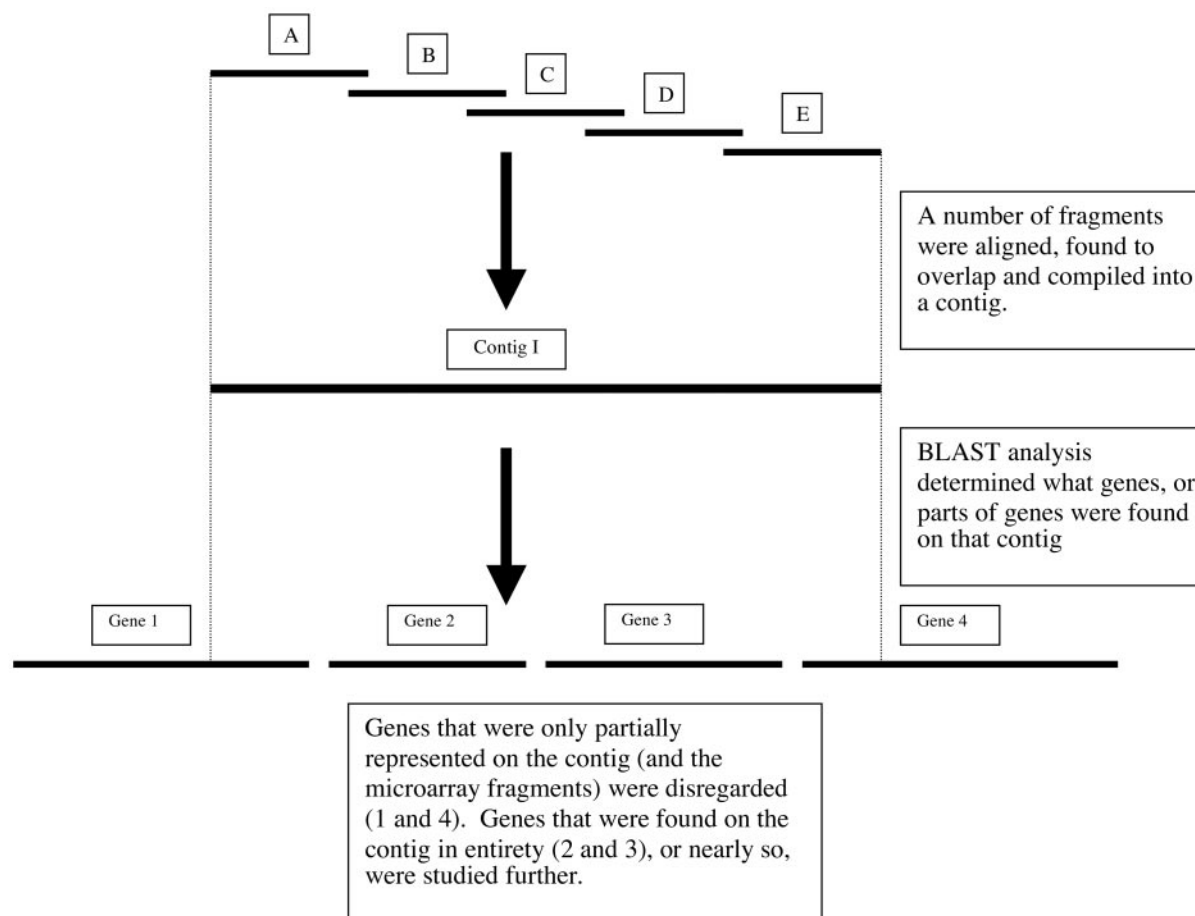 A
B
C
D
E
A number of fragments
were aligned, found to
overlap and compiled into
a contig.
Contig I
BLAST analysis
determined what genes, or
parts of genes were found
on that contig
Gene 1
Gene 2
Gene 3
Gene 4
Genes that were only partially
represented on the contig (and the
microarray fragments) were disregarded
(1 and 4). Genes that were found on the
contig in entirety (2 and 3), or nearly so,
were studied further.